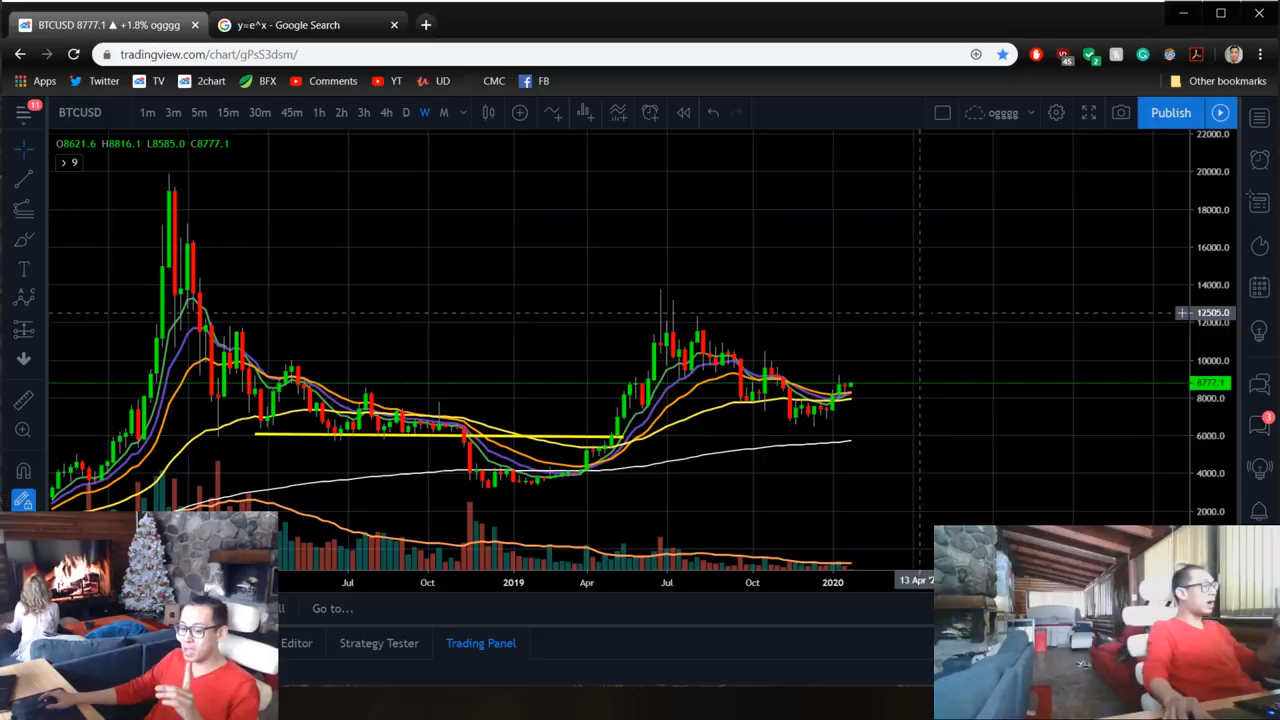 BTCUSD 8777.1 ▲ +1.8% ogggg
y=e^x - Google Search
tradingview.com/chart/gPsS3dsm/
45
2
Apps Twitter TV 2chart BFX Comments YT UD CMC FB Other bookmarks
11
BTCUSD 1m 3m 5m 15m 30m 45m 1h 2h 3h 4h D W M ogggg Publish
O8621.6 H8816.1 L8585.0 C8777.1
9
22000.0
20000.0
18000.0
16000.0
14000.0
12505.0
12000.0
10000.0
8777.1
8000.0
6000.0
4000.0
2000.0
3
Jul Oct 2019 Apr Jul Oct 2020 13 Apr '2
Go to...
Editor Strategy Tester Trading Panel